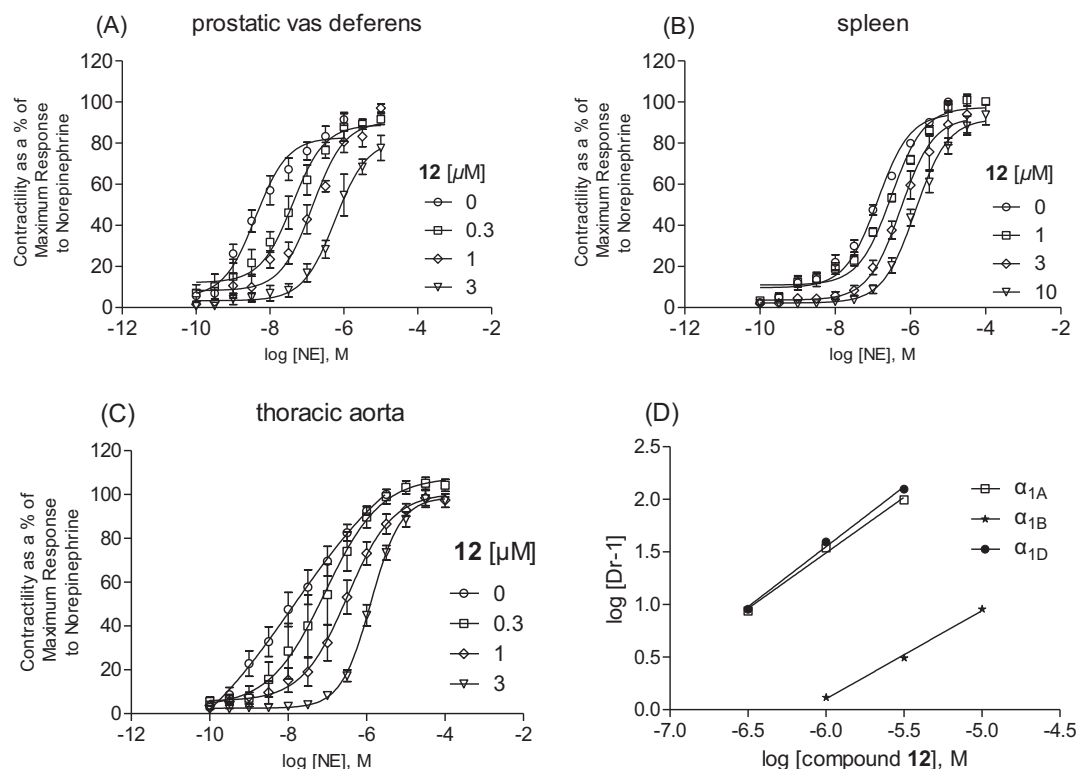 (A) prostatic vas deferens
Contractility as a % of
Maximum Response
to Norepinephrine
120
100
80
60
40
20
0
-12
-10
-8
-6
-4
-2
log [NE], M
12 [µM]
0
0.3
1
3
(B) spleen
Contractility as a % of
Maximum Response
to Norepinephrine
120
100
80
60
40
20
0
-12
-10
-8
-6
-4
-2
log [NE], M
12 [µM]
0
1
3
10
(C) thoracic aorta
Contractility as a % of
Maximum Response
to Norepinephrine
120
100
80
60
40
20
0
-12
-10
-8
-6
-4
-2
log [NE], M
12 [µM]
0
0.3
1
3
(D)
log [Dr-1]
2.5
2.0
1.5
1.0
0.5
0.0
-7.0
-6.5
-6.0
-5.5
-5.0
-4.5
log [compound 12], M
α1A
α1B
α1D